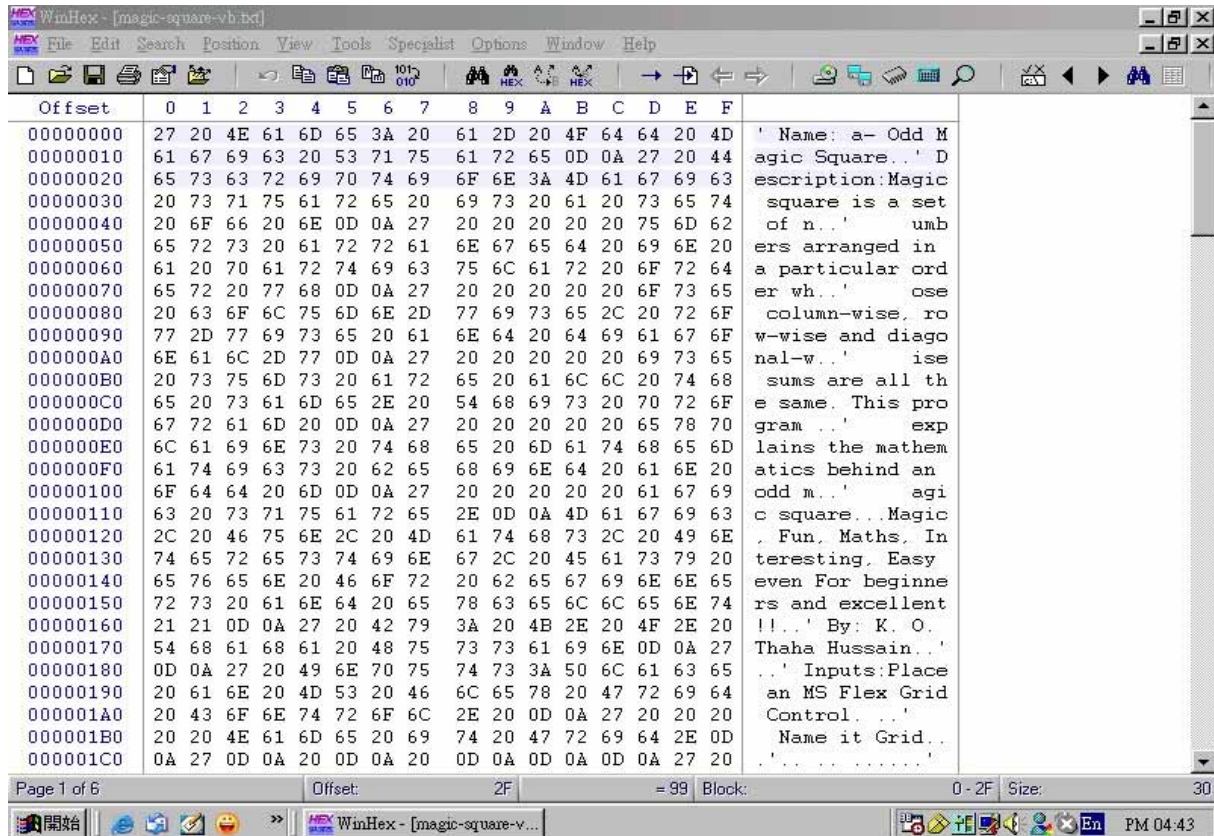 WinHex - [magic-square-vb.txt]
File Edit Search Position View Tools Specialist Options Window Help
Offset 0 1 2 3 4 5 6 7 8 9 A B C D E F
00000000 27 20 4E 61 6D 65 3A 20 61 2D 20 4F 64 64 20 4D ' Name: a- Odd M
00000010 61 67 69 63 20 53 71 75 61 72 65 0D 0A 27 20 44 agic Square..' D
00000020 65 73 63 72 69 70 74 69 6F 6E 3A 4D 61 67 69 63 escription:Magic
00000030 20 73 71 75 61 72 65 20 69 73 20 61 20 73 65 74 square is a set
00000040 20 6F 66 20 6E 0D 0A 27 20 20 20 20 20 75 6D 62 of n..' umb
00000050 65 72 73 20 61 72 72 61 6E 67 65 64 20 69 6E 20 ers arranged in
00000060 61 20 70 61 72 74 69 63 75 6C 61 72 20 6F 72 64 a particular ord
00000070 65 72 20 77 68 0D 0A 27 20 20 20 20 20 6F 73 65 er wh..' ose
00000080 20 63 6F 6C 75 6D 6E 2D 77 69 73 65 2C 20 72 6F column-wise, ro
00000090 77 2D 77 69 73 65 20 61 6E 64 20 64 69 61 67 6F w-wise and diago
000000A0 6E 61 6C 2D 77 0D 0A 27 20 20 20 20 20 69 73 65 nal-w..' ise
000000B0 20 73 75 6D 73 20 61 72 65 20 61 6C 6C 20 74 68 sums are all th
000000C0 65 20 73 61 6D 65 2E 20 54 68 69 73 20 70 72 6F e same. This pro
000000D0 67 72 61 6D 20 0D 0A 27 20 20 20 20 20 65 78 70 gram ..' exp
000000E0 6C 61 69 6E 73 20 74 68 65 20 6D 61 74 68 65 6D lains the mathem
000000F0 61 74 69 63 73 20 62 65 68 69 6E 64 20 61 6E 20 atics behind an
00000100 6F 64 64 20 6D 0D 0A 27 20 20 20 20 20 61 67 69 odd m..' agi
00000110 63 20 73 71 75 61 72 65 2E 0D 0A 4D 61 67 69 63 c square...Magic
00000120 2C 20 46 75 6E 2C 20 4D 61 74 68 73 2C 20 49 6E , Fun, Maths, In
00000130 74 65 72 65 73 74 69 6E 67 2C 20 45 61 73 79 20 teresting, Easy
00000140 65 76 65 6E 20 46 6F 72 20 62 65 67 69 6E 6E 65 even For beginne
00000150 72 73 20 61 6E 64 20 65 78 63 65 6C 6C 65 6E 74 rs and excellent
00000160 21 21 0D 0A 27 20 42 79 3A 20 4B 2E 20 4F 2E 20 !!..' By: K. O.
00000170 54 68 61 68 61 20 48 75 73 73 61 69 6E 0D 0A 27 Thaha Hussain..'
00000180 0D 0A 27 20 49 6E 70 75 74 73 3A 50 6C 61 63 65 ..' Inputs:Place
00000190 20 61 6E 20 4D 53 20 46 6C 65 78 20 47 72 69 64 an MS Flex Grid
000001A0 20 43 6F 6E 74 72 6F 6C 2E 20 0D 0A 27 20 20 20 Control. ..'
000001B0 20 20 4E 61 6D 65 20 69 74 20 47 72 69 64 2E 0D Name it Grid..
000001C0 0A 27 0D 0A 20 0D 0A 20 0D 0A 0D 0A 0D 0A 27 20 .'.. .. ......'
Page 1 of 6 Offset: 2F = 99 Block: 0 - 2F Size: 30
開始 WinHex - [magic-square-v... En PM 04:43